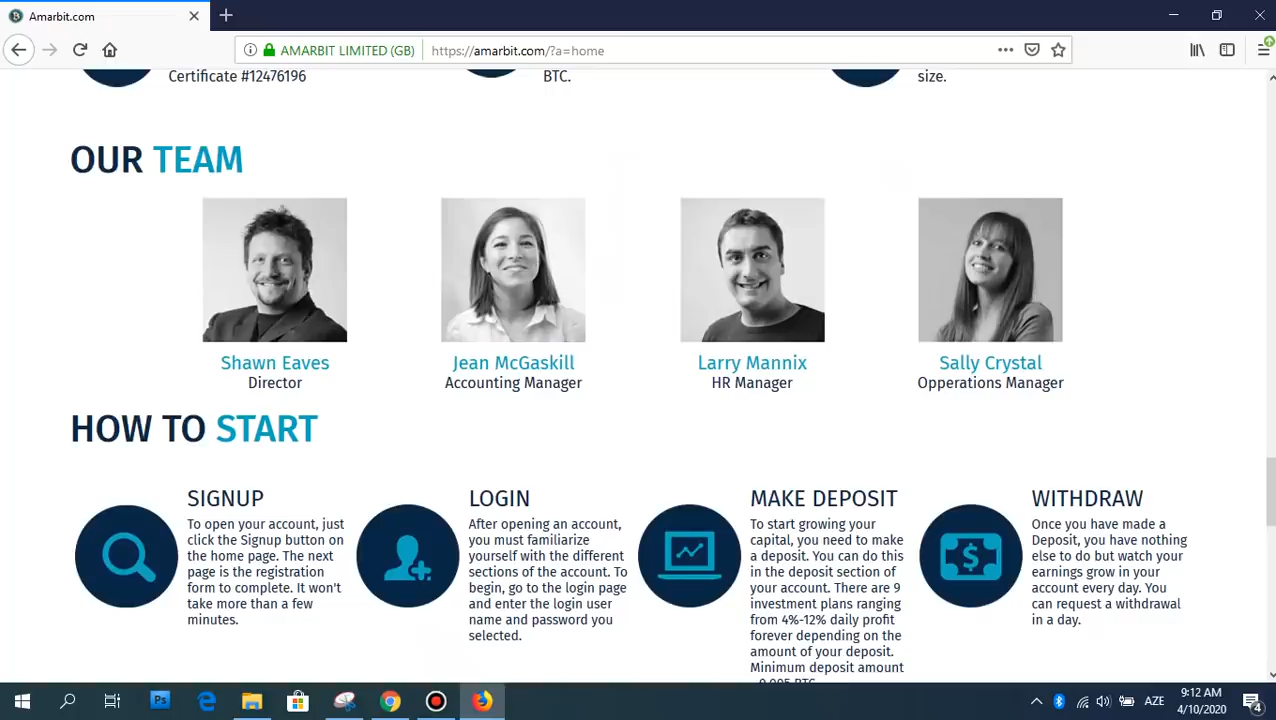 Amarbit.com
AMARBIT LIMITED (GB)
https://amarbit.com/?a=home
Certificate #12476196
BTC.
size.
OUR TEAM
Shawn Eaves
Director
Jean McGaskill
Accounting Manager
Larry Mannix
HR Manager
Sally Crystal
Opperations Manager
HOW TO START
SIGNUP
To open your account, just
click the Signup button on
the home page. The next
page is the registration
form to complete. It won't
take more than a few
minutes.
LOGIN
After opening an account,
you must familiarize
yourself with the different
sections of the account. To
begin, go to the login page
and enter the login user
name and password you
selected.
MAKE DEPOSIT
To start growing your
capital, you need to make
a deposit. You can do this
in the deposit section of
your account. There are 9
investment plans ranging
from 4%-12% daily profit
forever depending on the
amount of your deposit.
Minimum deposit amount
- 0.005 BTC.
WITHDRAW
Once you have made a
Deposit, you have nothing
else to do but watch your
earnings grow in your
account every day. You
can request a withdrawal
in a day.
Ps
AZE
9:12 AM
4/10/2020
4